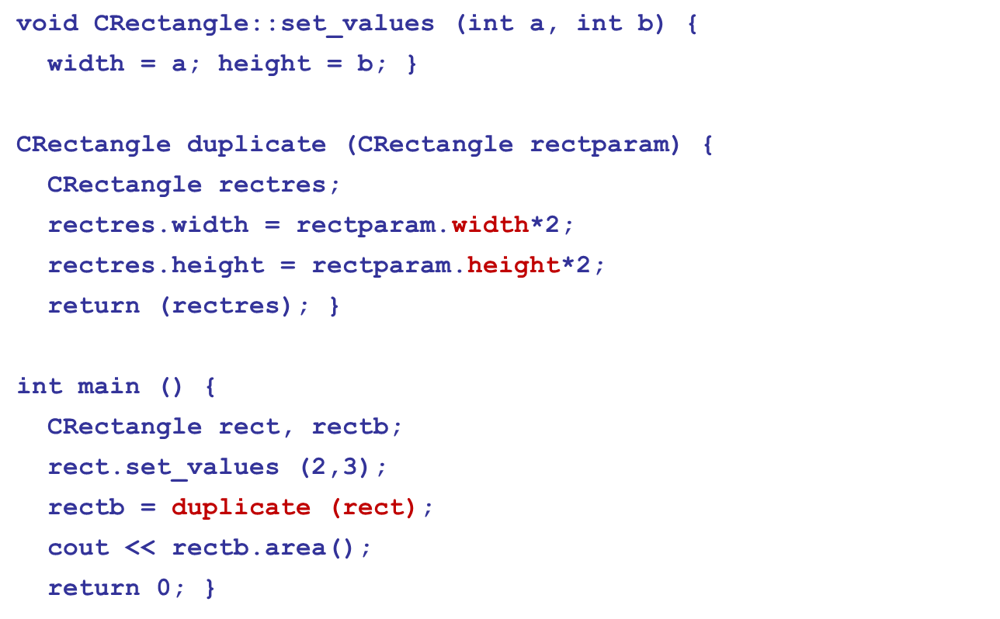 void CRectangle::set_values (int a, int b) {
  width = a; height = b; }
CRectangle duplicate (CRectangle rectparam) {
  CRectangle rectres;
  rectres.width = rectparam.width*2;
  rectres.height = rectparam.height*2;
  return (rectres); }
int main () {
  CRectangle rect, rectb;
  rect.set_values (2,3);
  rectb = duplicate (rect);
  cout << rectb.area();
  return 0; }